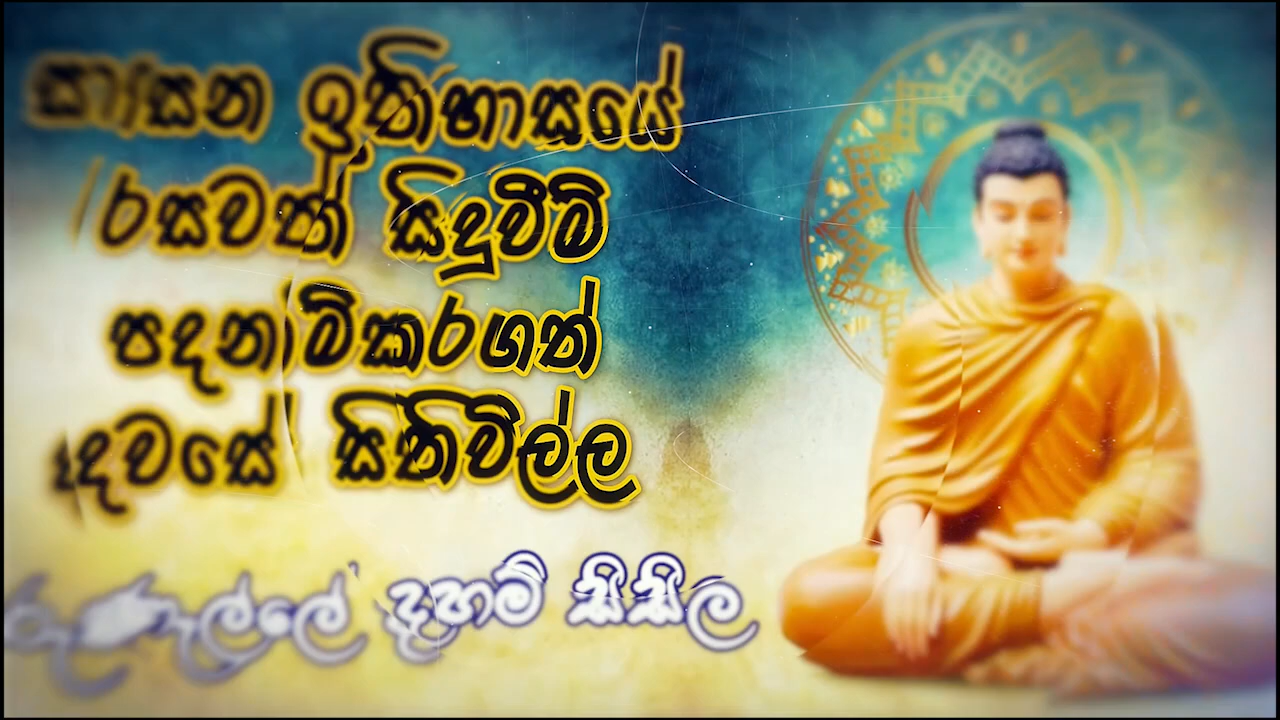 සාසන ඉතිහාසයේ
රසවත් සිදුවීම්
පදනම්කරගත්
දවසේ සිතිවිල්ල
දහම් සිසිල